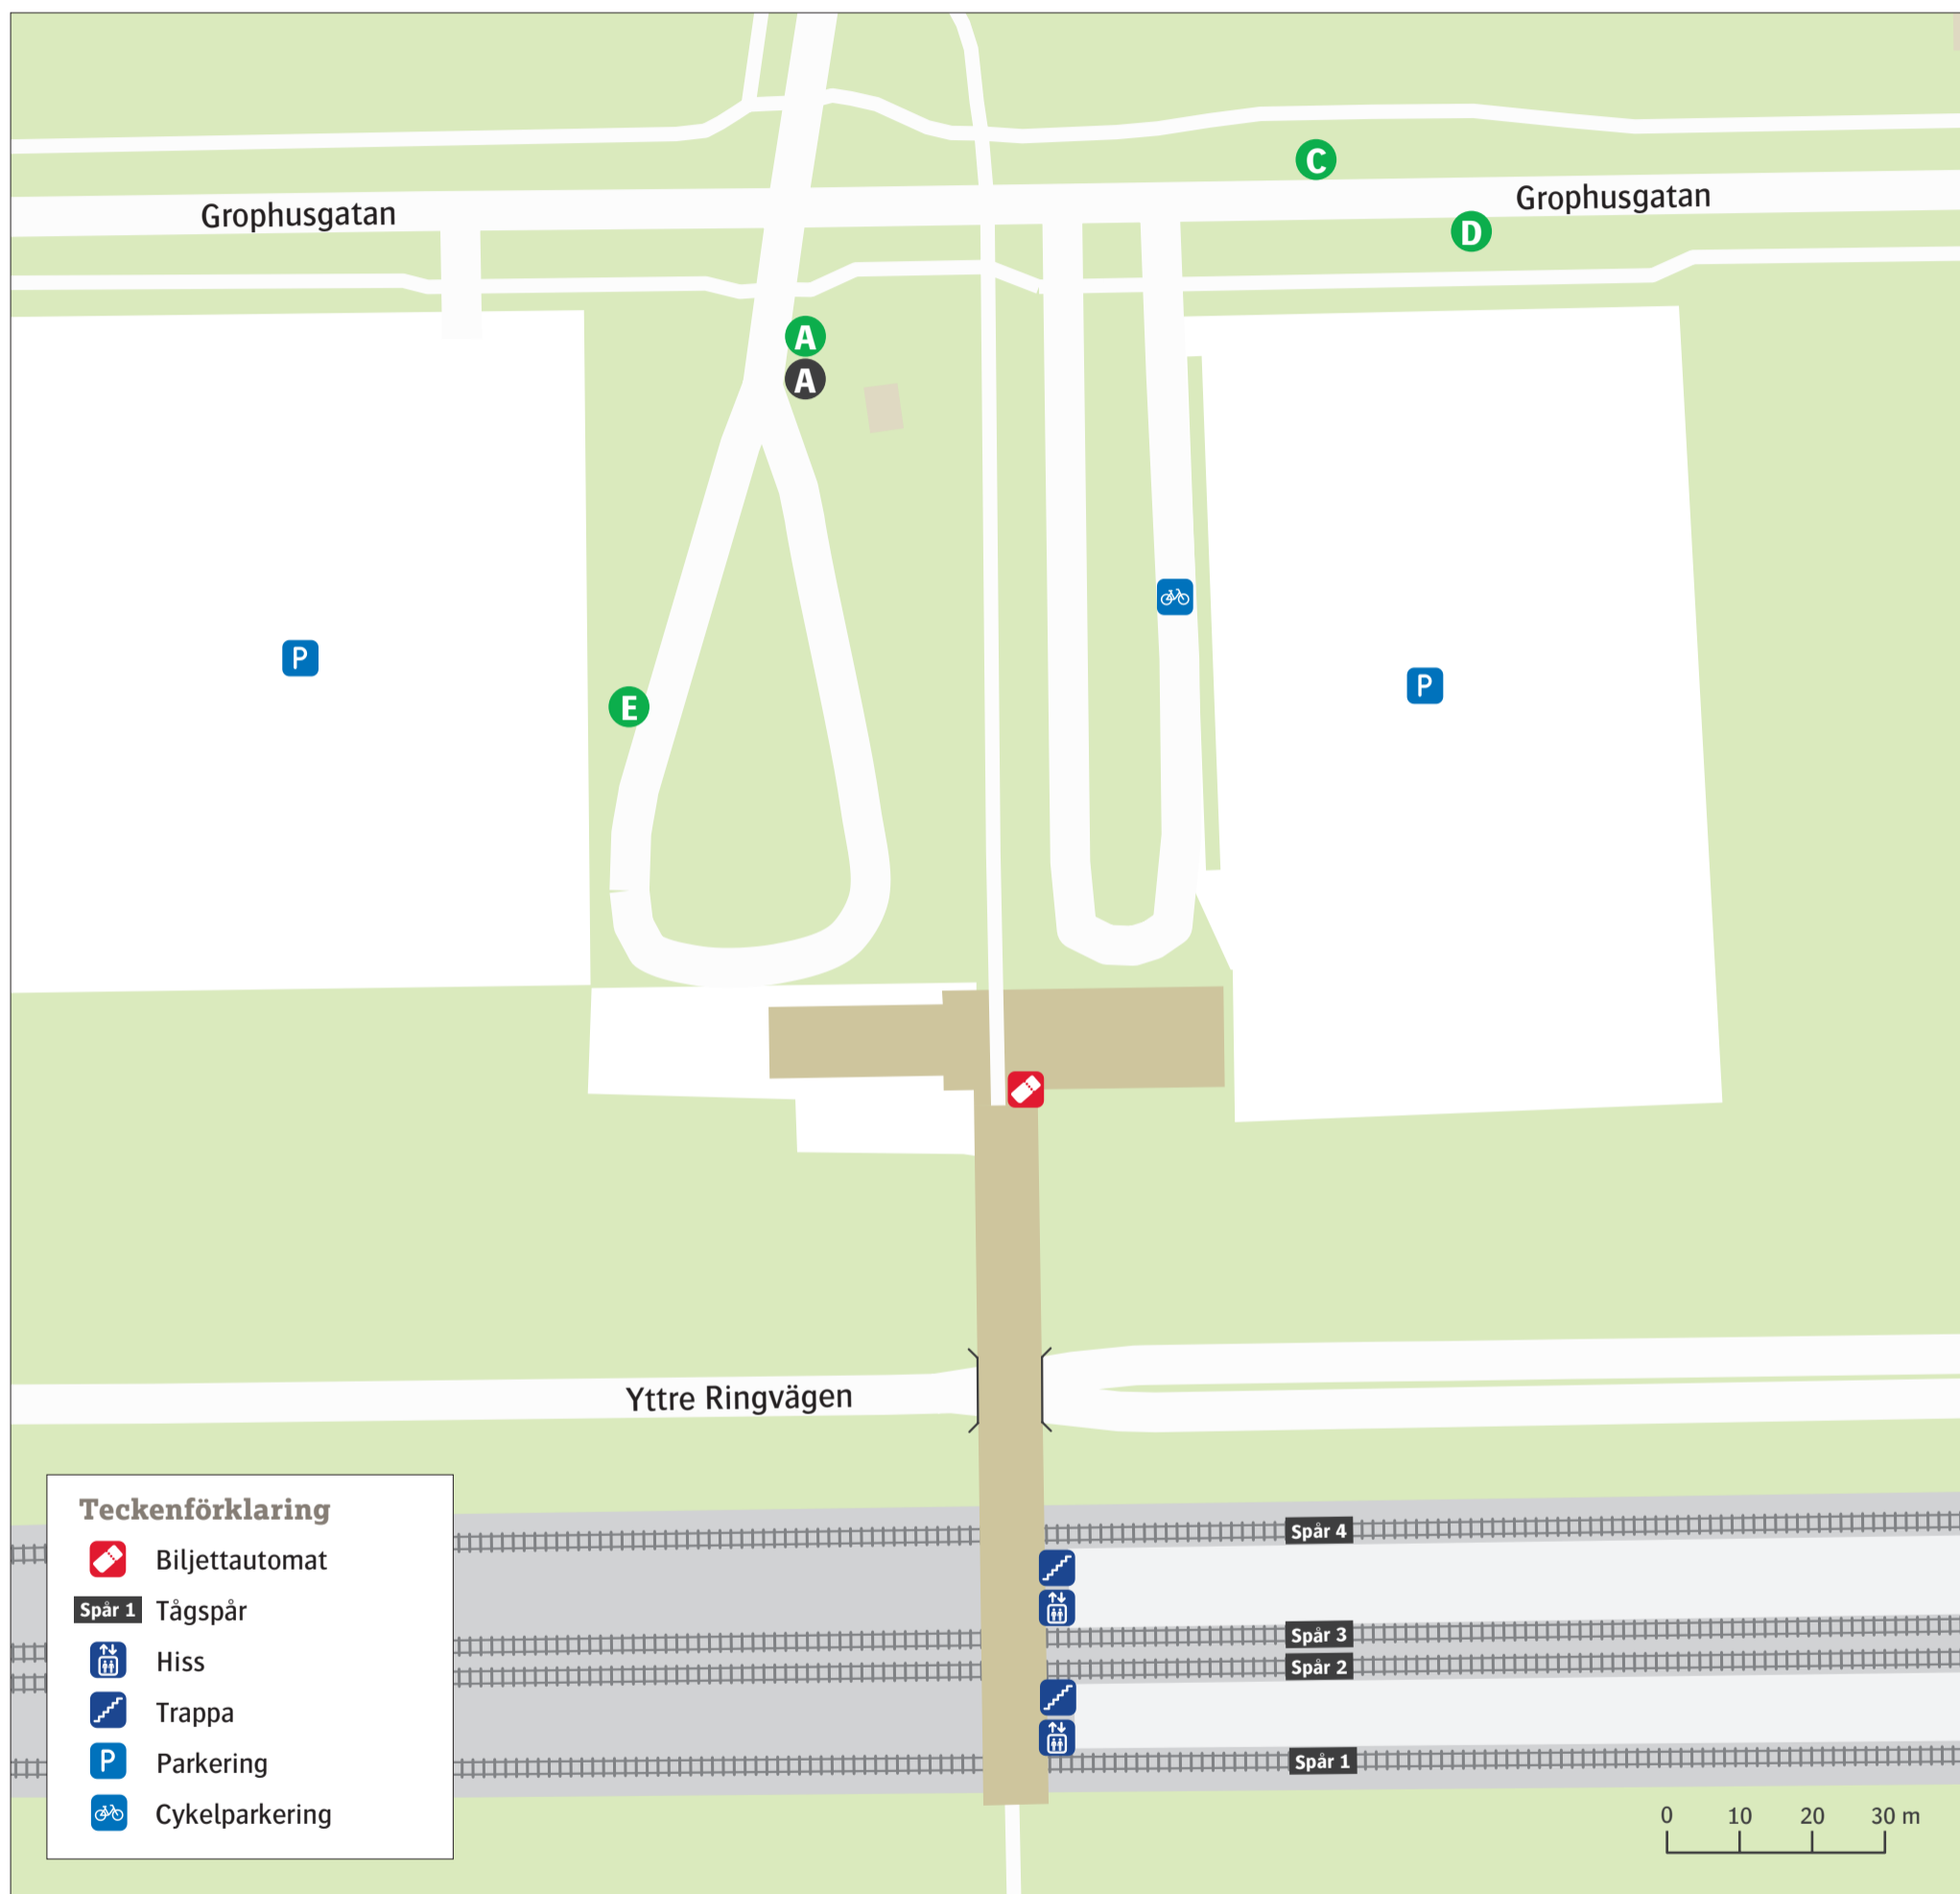 C
Grophusgatan
Grophusgatan
D
A
A
P
P
E
Yttre Ringvägen
Teckenförklaring
Biljettautomat
Spår 1 Tågspår
Hiss
Trappa
P Parkering
Cykelparkering
Spår 4
Spår 3
Spår 2
Spår 1
0 10 20 30 m